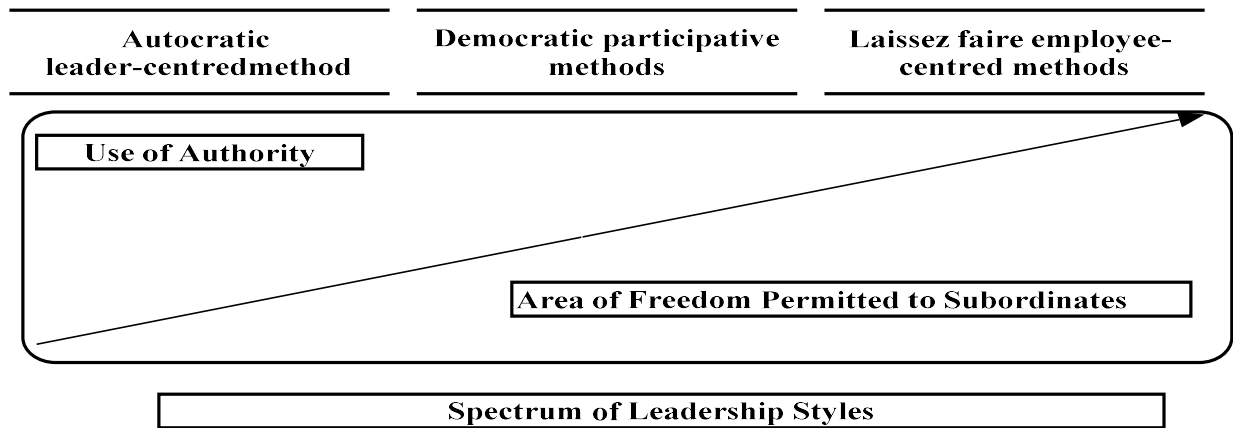 Autocratic
leader-centredmethod
Democratic participative
methods
Laissez faire employee-
centred methods
Use of Authority
Area of Freedom Permitted to Subordinates
Spectrum of Leadership Styles